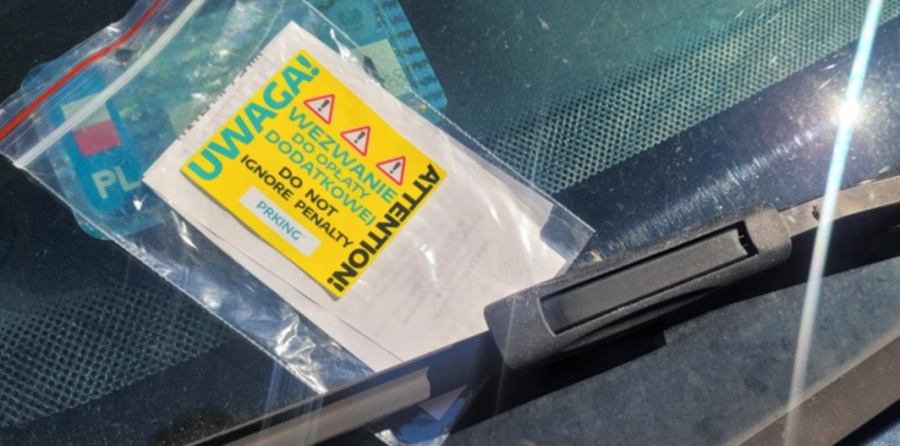 UWAGA!
WEZWANIE
DO OPŁATY
DODATKOWEJ
DO NOT
IGNORE PENALTY
PRKING
ATTENTION!
PL